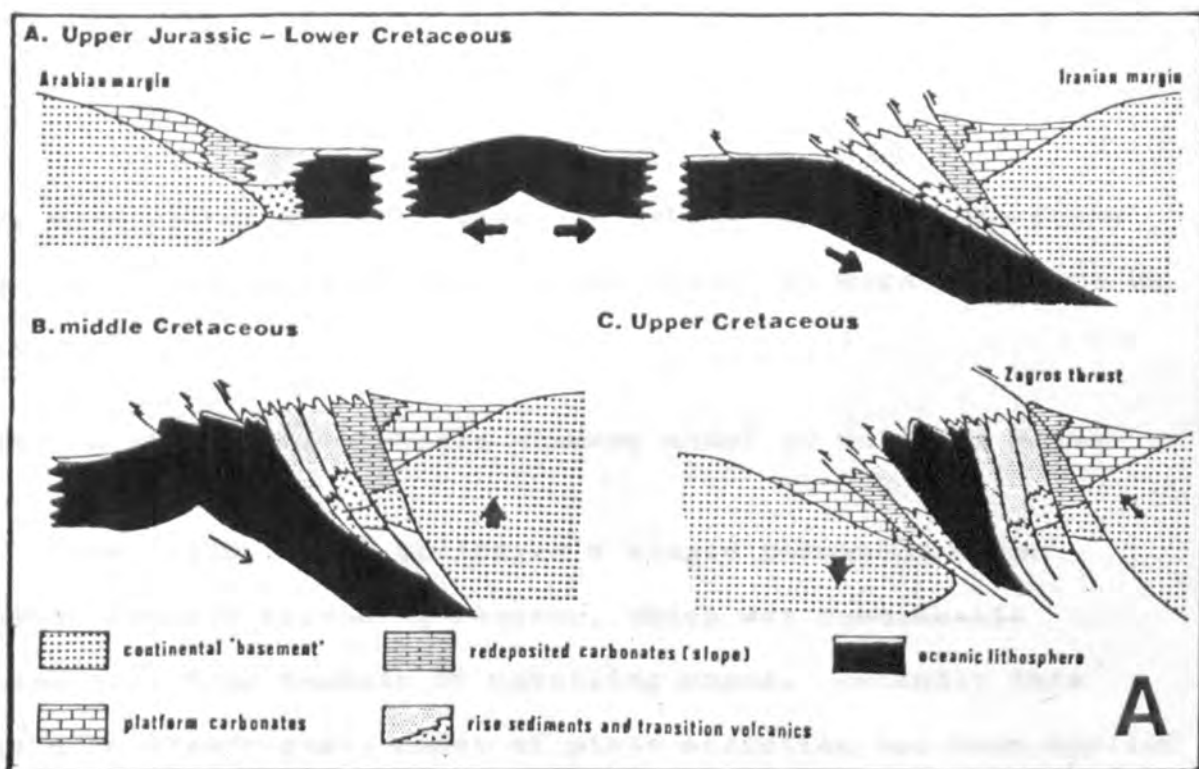 A. Upper Jurassic – Lower Cretaceous
Arabian margin
Iranian margin
B. middle Cretaceous
C. Upper Cretaceous
Zagros thrust
continental "basement"
redeposited carbonates (slope)
oceanic lithosphere
platform carbonates
rise sediments and transition volcanics
A